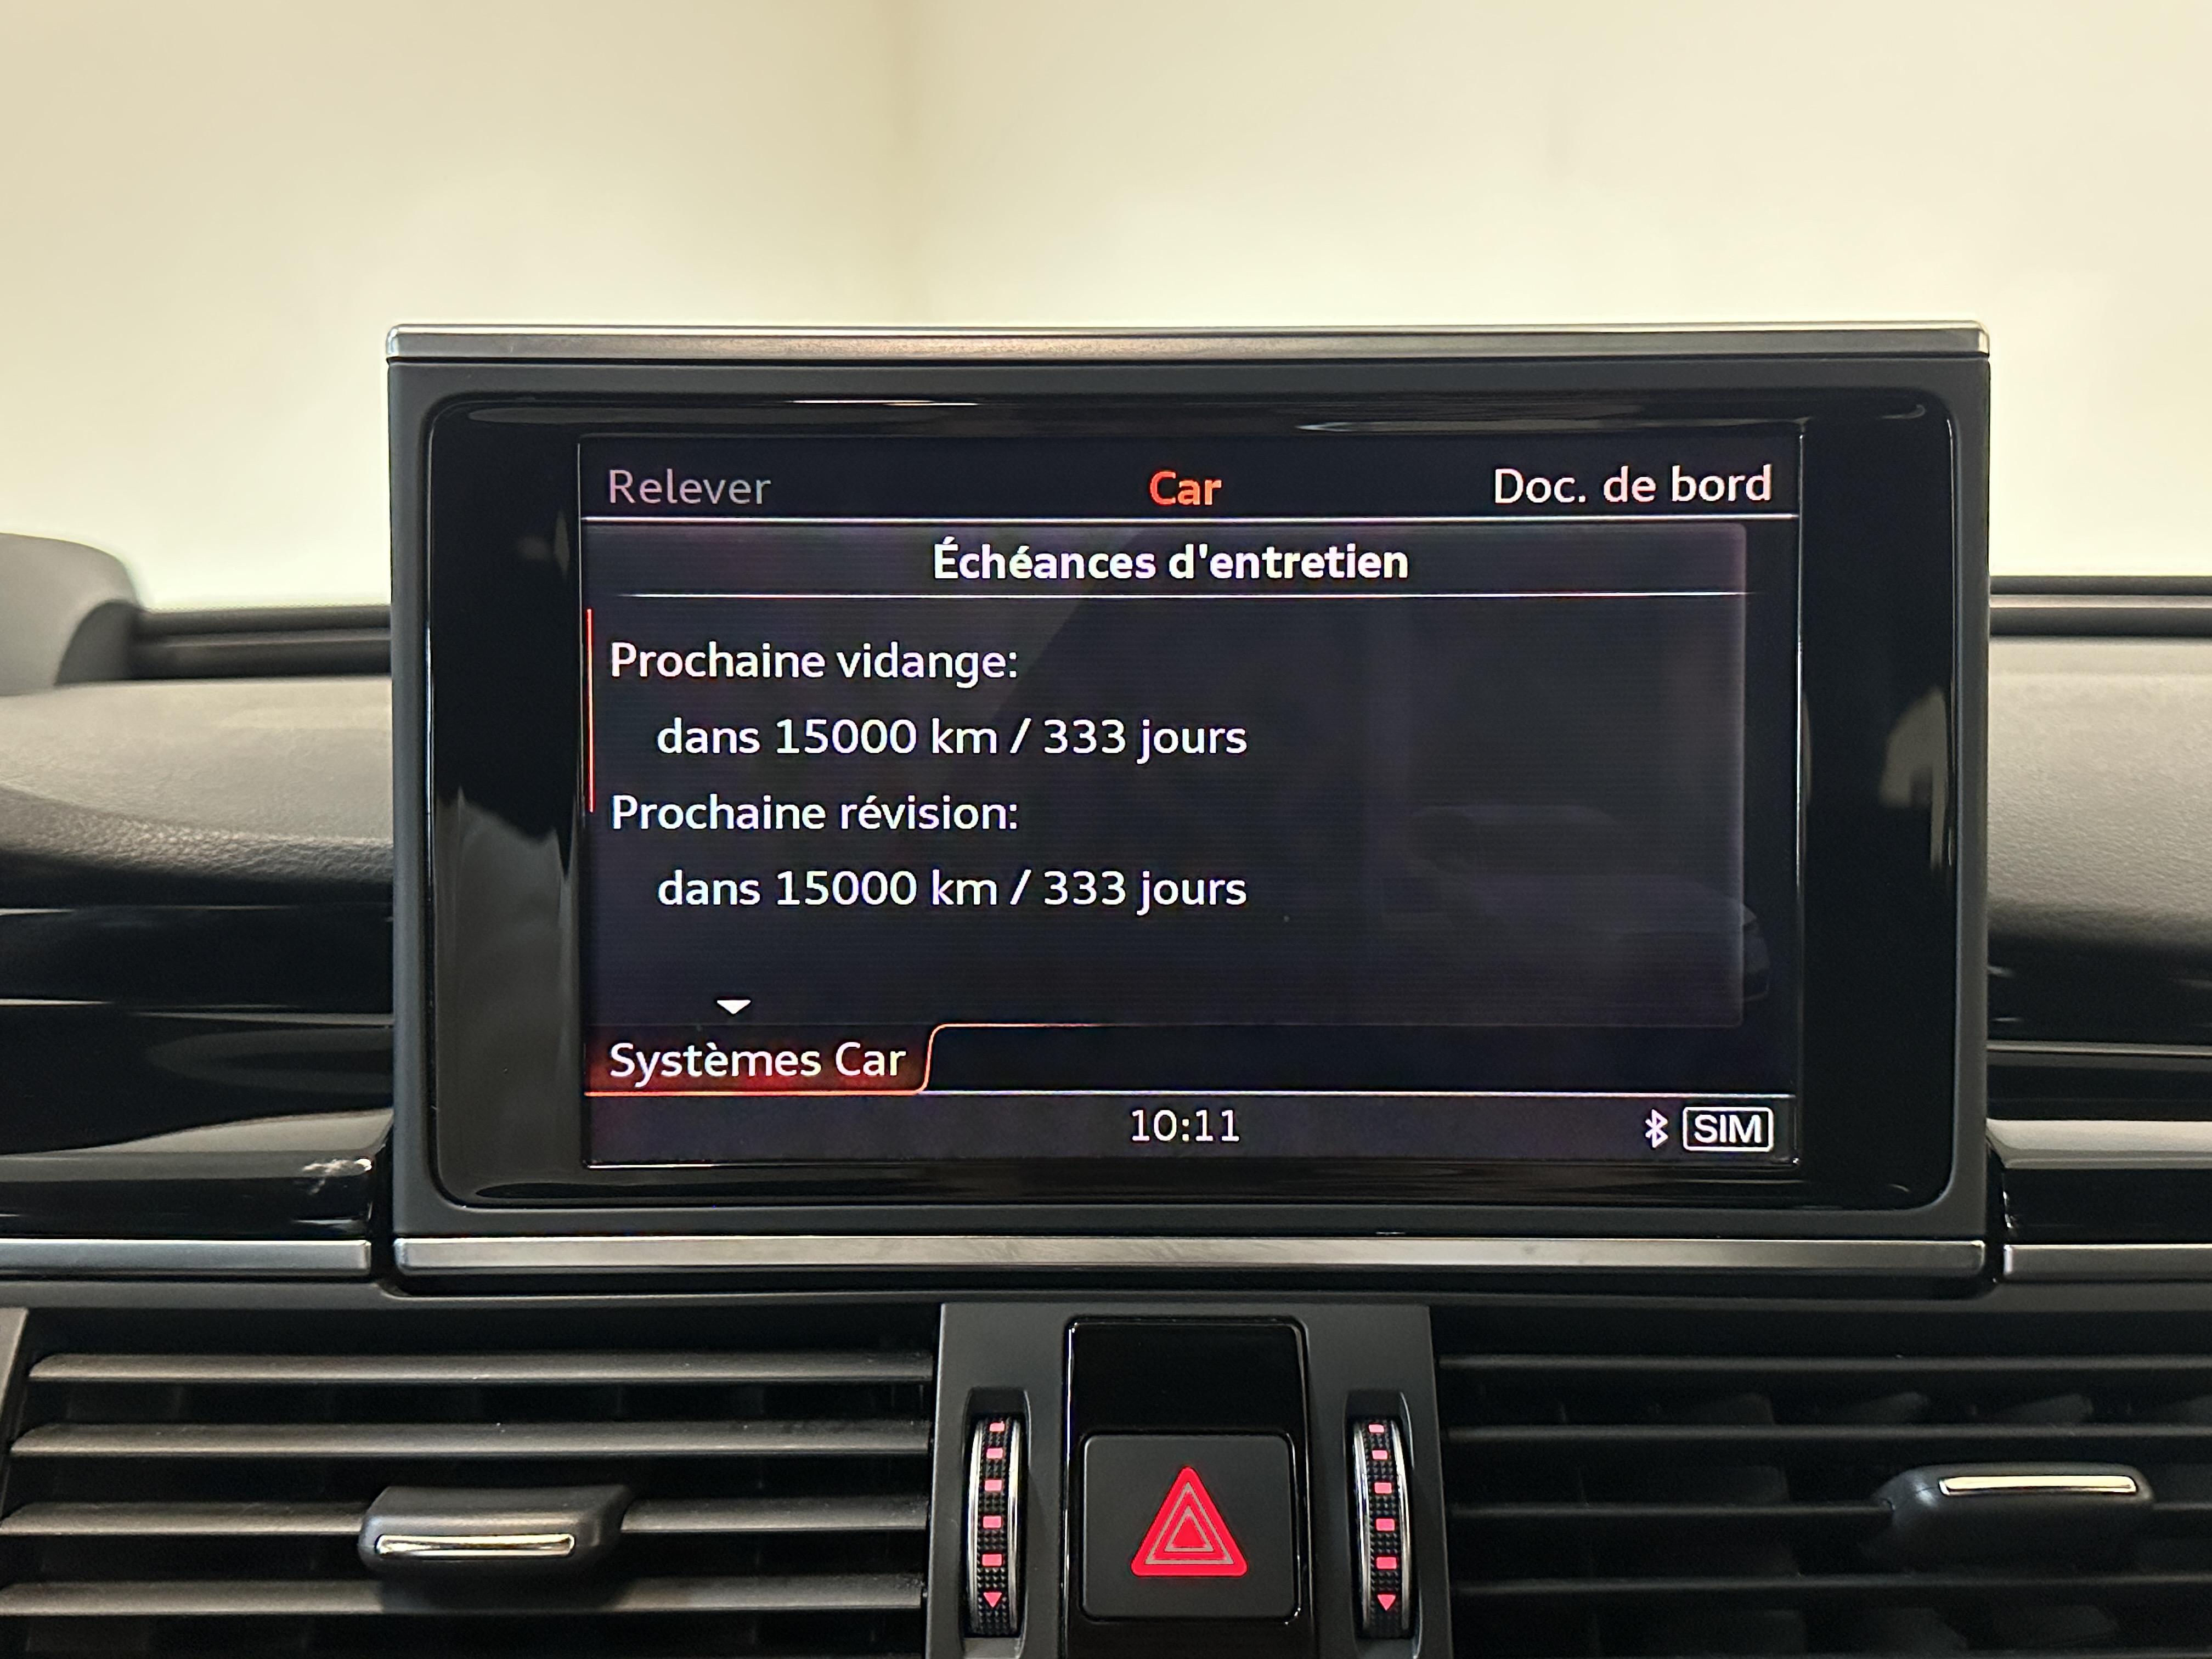 Relever Car Doc. de bord
Échéances d'entretien
Prochaine vidange:
dans 15000 km / 333 jours
Prochaine révision:
dans 15000 km / 333 jours
Systèmes Car
10:11 SIM